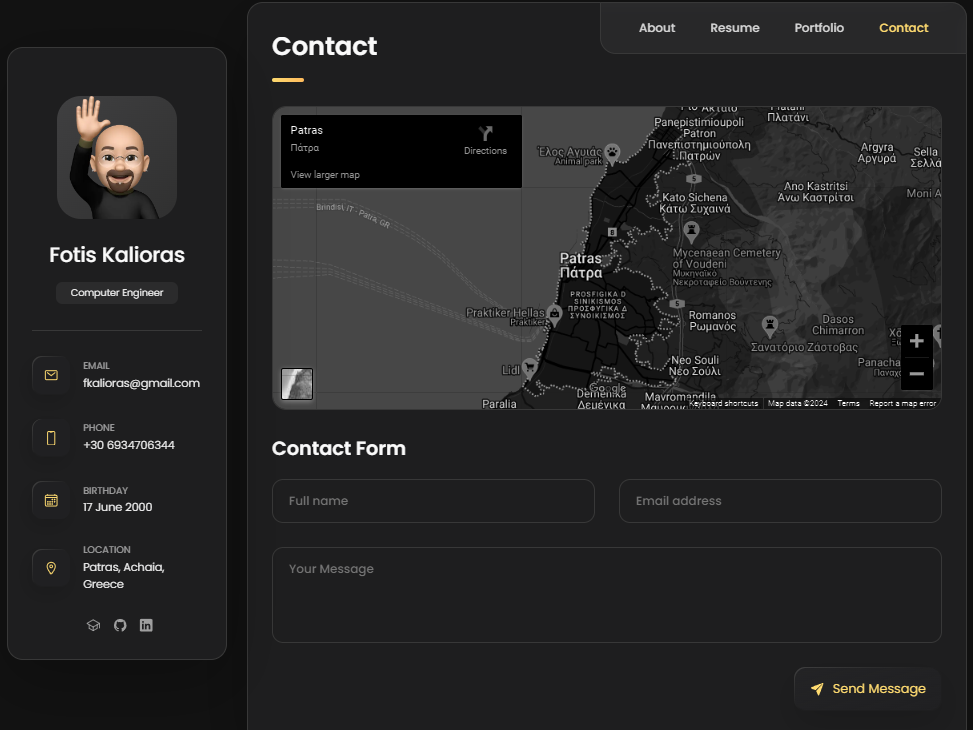 Fotis Kalioras
Computer Engineer
EMAIL
fkalioras@gmail.com
PHONE
+30 6934706344
BIRTHDAY
17 June 2000
LOCATION
Patras, Achaia,
Greece
About
Resume
Portfolio
Contact
Contact
Patras
Πάτρα
Directions
View larger map
Panepistimioupoli
Patron
Πανεπιστημιούπολη
Πατρών
Πλατάνι
Έλος Αγυιάς
Animal park
Argyra
Αργυρά
Sella
Ano Kastritsi
Άνω Καστρίτσι
Moni A
Kato Sichena
Κάτω Συχαινά
5
Brindisi, IT - Patra, GR
Mycenaean Cemetery
of Voudeni
Μυκηναϊκό
Νεκροταφείο Βούντενης
Patras
Πάτρα
PROSFIGIKA D
SINIKISMOS
ΠΡΟΣΦΥΓΙΚΑ Δ
ΣΥΝΟΙΚΙΣΜΟΣ
5
Praktiker Hellas
Praktiker
Romanos
Ρωμανός
Dasos
Chimarron
Σανατόριο Ζάστοβας
Neo Souli
Νέο Σούλι
Lidl
Google
Demenika
Δεμένικα
Mavromandila
Paralia
Keyboard shortcuts
Map data ©2024
Terms
Report a map error
Contact Form
Full name
Email address
Your Message
Send Message